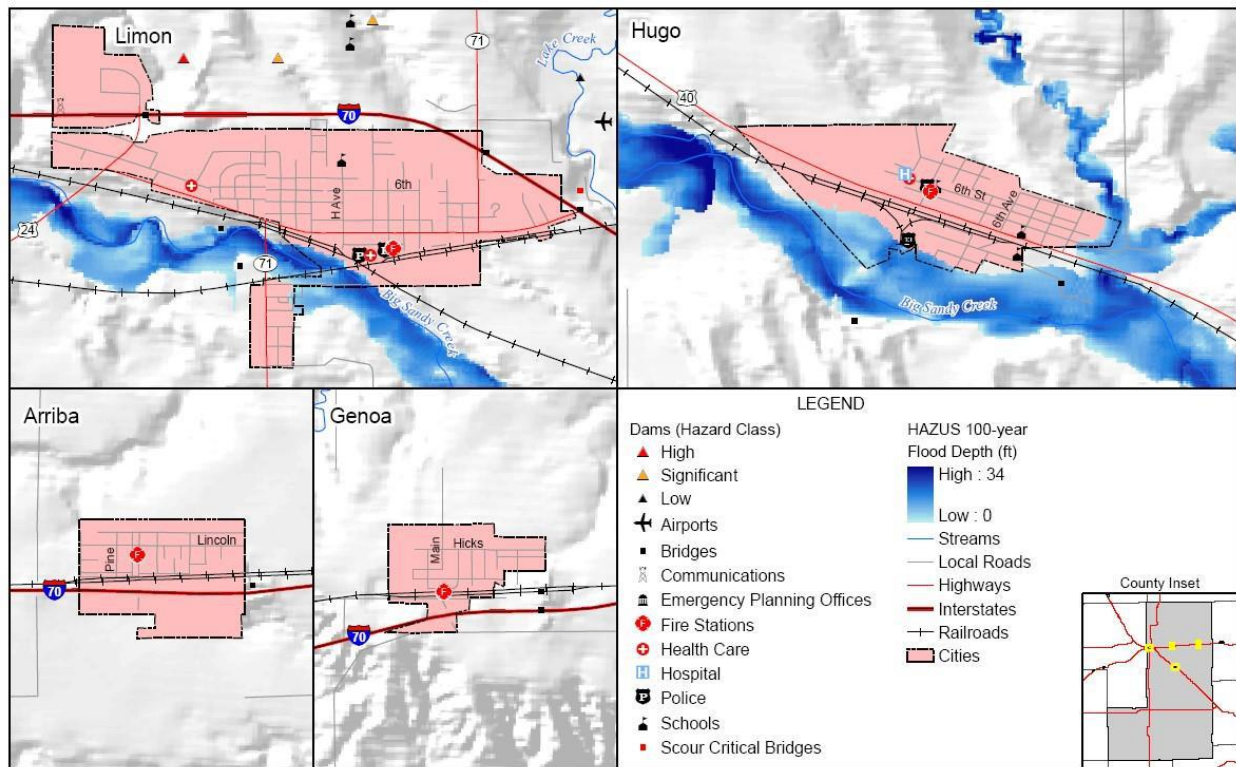 Limon
71
Lake Creek
70
H Ave
6th
24
71
P
F
Big Sandy Creek
Hugo
40
H
F
6th St
6th Ave
Big Sandy Creek
Arriba
Pine
F
Lincoln
70
Genoa
Main
Hicks
F
70
LEGEND
Dams (Hazard Class)
High
Significant
Low
Airports
Bridges
Communications
Emergency Planning Offices
F Fire Stations
Health Care
H Hospital
P Police
Schools
Scour Critical Bridges
HAZUS 100-year
Flood Depth (ft)
High : 34
Low : 0
Streams
Local Roads
Highways
Interstates
Railroads
Cities
County Inset